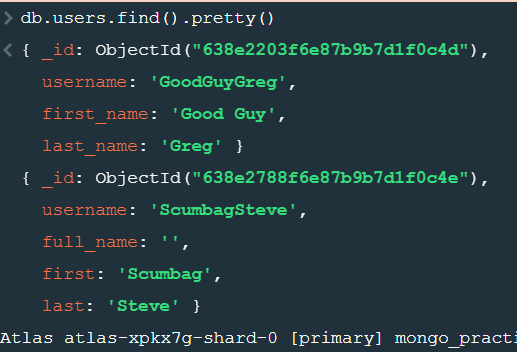 > db.users.find().pretty()
< { _id: ObjectId("638e2203f6e87b9b7d1f0c4d"),
username: 'GoodGuyGreg',
first_name: 'Good Guy',
last_name: 'Greg' }
{ _id: ObjectId("638e2788f6e87b9b7d1f0c4e"),
username: 'ScumbagSteve',
full_name: '',
first: 'Scumbag',
last: 'Steve' }
Atlas atlas-xpkx7g-shard-0 [primary] mongo_practi